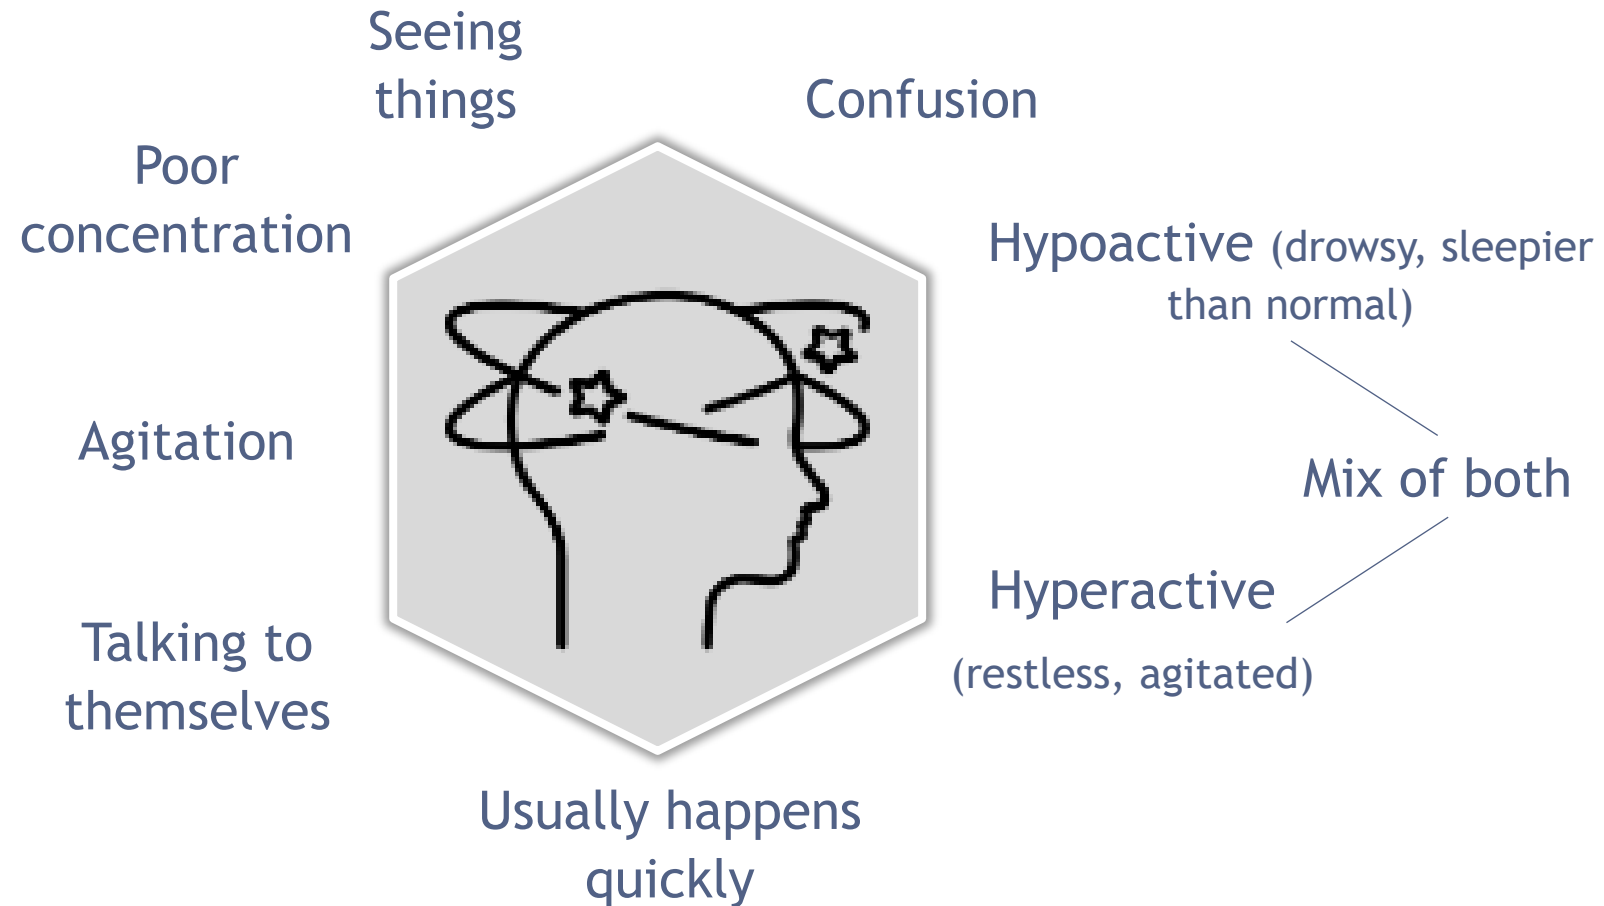 Seeing
things
Confusion
Poor
concentration
Hypoactive (drowsy, sleepier
than normal)
Agitation
Mix of both
Hyperactive
(restless, agitated)
Talking to
themselves
Usually happens
quickly